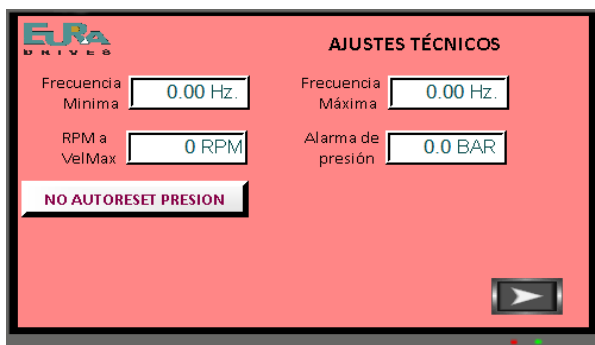 EURA
DRIVES
AJUSTES TÉCNICOS
Frecuencia
Minima
0.00 Hz.
Frecuencia
Máxima
0.00 Hz.
RPM a
VelMax
0 RPM
Alarma de
presión
0.0 BAR
NO AUTORESET PRESION